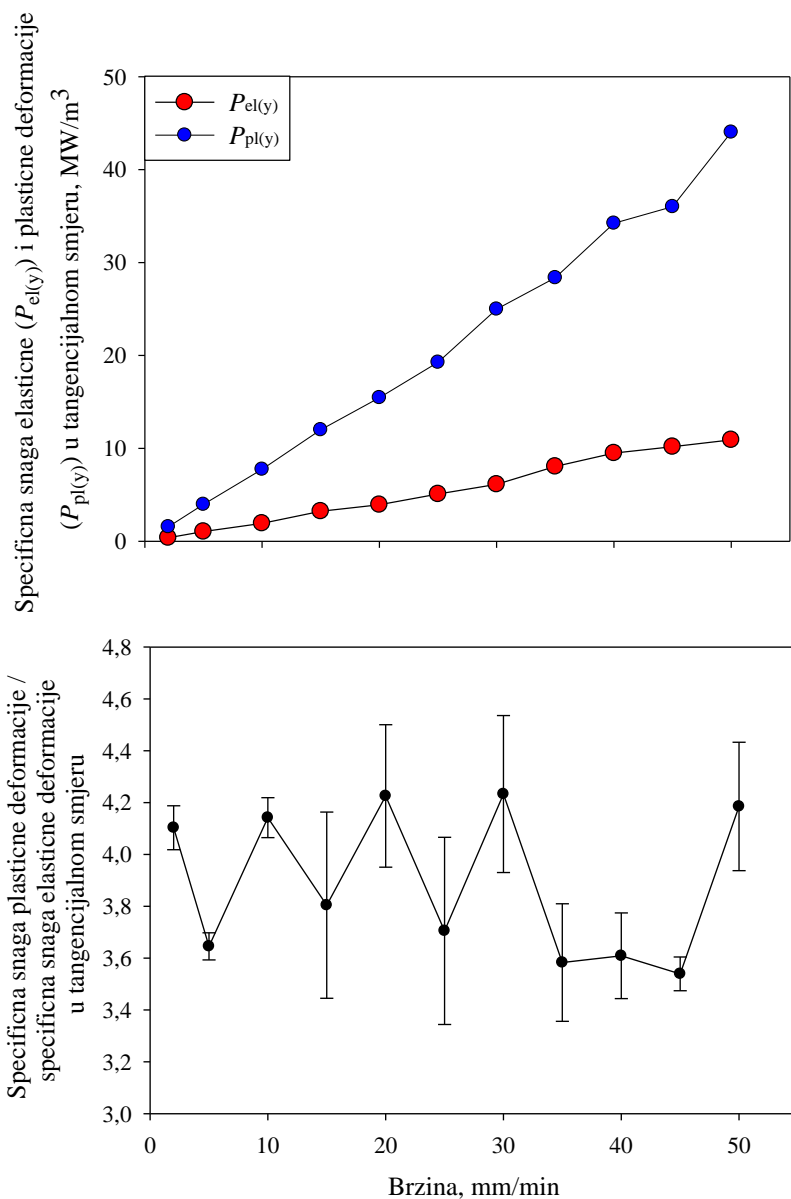 Specificna snaga elasticne (Pel(y)) i plasticne deformacije
(Ppl(y)) u tangencijalnom smjeru, MW/m³
50
40
30
20
10
0
Pel(y)
Ppl(y)
Specificna snaga plasticne deformacije /
specificna snaga elasticne deformacije
u tangencijalnom smjeru
4,8
4,6
4,4
4,2
4,0
3,8
3,6
3,4
3,2
3,0
0 10 20 30 40 50
Brzina, mm/min